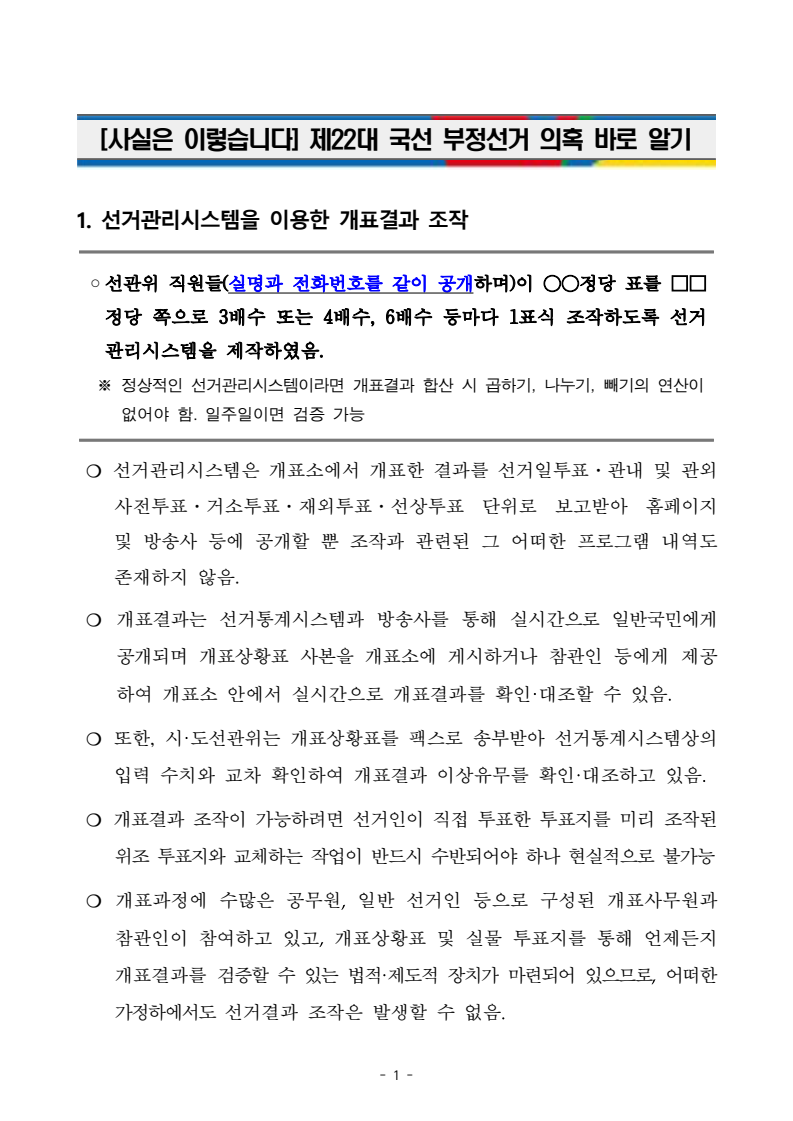 [사실은 이렇습니다] 제22대 국선 부정선거 의혹 바로 알기
1. 선거관리시스템을 이용한 개표결과 조작
○ 선관위 직원들(실명과 전화번호를 같이 공개하며)이 ○○정당 표를 □□
정당 쪽으로 3배수 또는 4배수, 6배수 등마다 1표식 조작하도록 선거
관리시스템을 제작하였음.
※ 정상적인 선거관리시스템이라면 개표결과 합산 시 곱하기, 나누기, 빼기의 연산이
없어야 함. 일주일이면 검증 가능
❍ 선거관리시스템은 개표소에서 개표한 결과를 선거일투표・관내 및 관외
사전투표・거소투표・재외투표・선상투표 단위로 보고받아 홈페이지
및 방송사 등에 공개할 뿐 조작과 관련된 그 어떠한 프로그램 내역도
존재하지 않음.
❍ 개표결과는 선거통계시스템과 방송사를 통해 실시간으로 일반국민에게
공개되며 개표상황표 사본을 개표소에 게시하거나 참관인 등에게 제공
하여 개표소 안에서 실시간으로 개표결과를 확인·대조할 수 있음.
❍ 또한, 시·도선관위는 개표상황표를 팩스로 송부받아 선거통계시스템상의
입력 수치와 교차 확인하여 개표결과 이상유무를 확인·대조하고 있음.
❍ 개표결과 조작이 가능하려면 선거인이 직접 투표한 투표지를 미리 조작된
위조 투표지와 교체하는 작업이 반드시 수반되어야 하나 현실적으로 불가능
❍ 개표과정에 수많은 공무원, 일반 선거인 등으로 구성된 개표사무원과
참관인이 참여하고 있고, 개표상황표 및 실물 투표지를 통해 언제든지
개표결과를 검증할 수 있는 법적·제도적 장치가 마련되어 있으므로, 어떠한
가정하에서도 선거결과 조작은 발생할 수 없음.
- 1 -